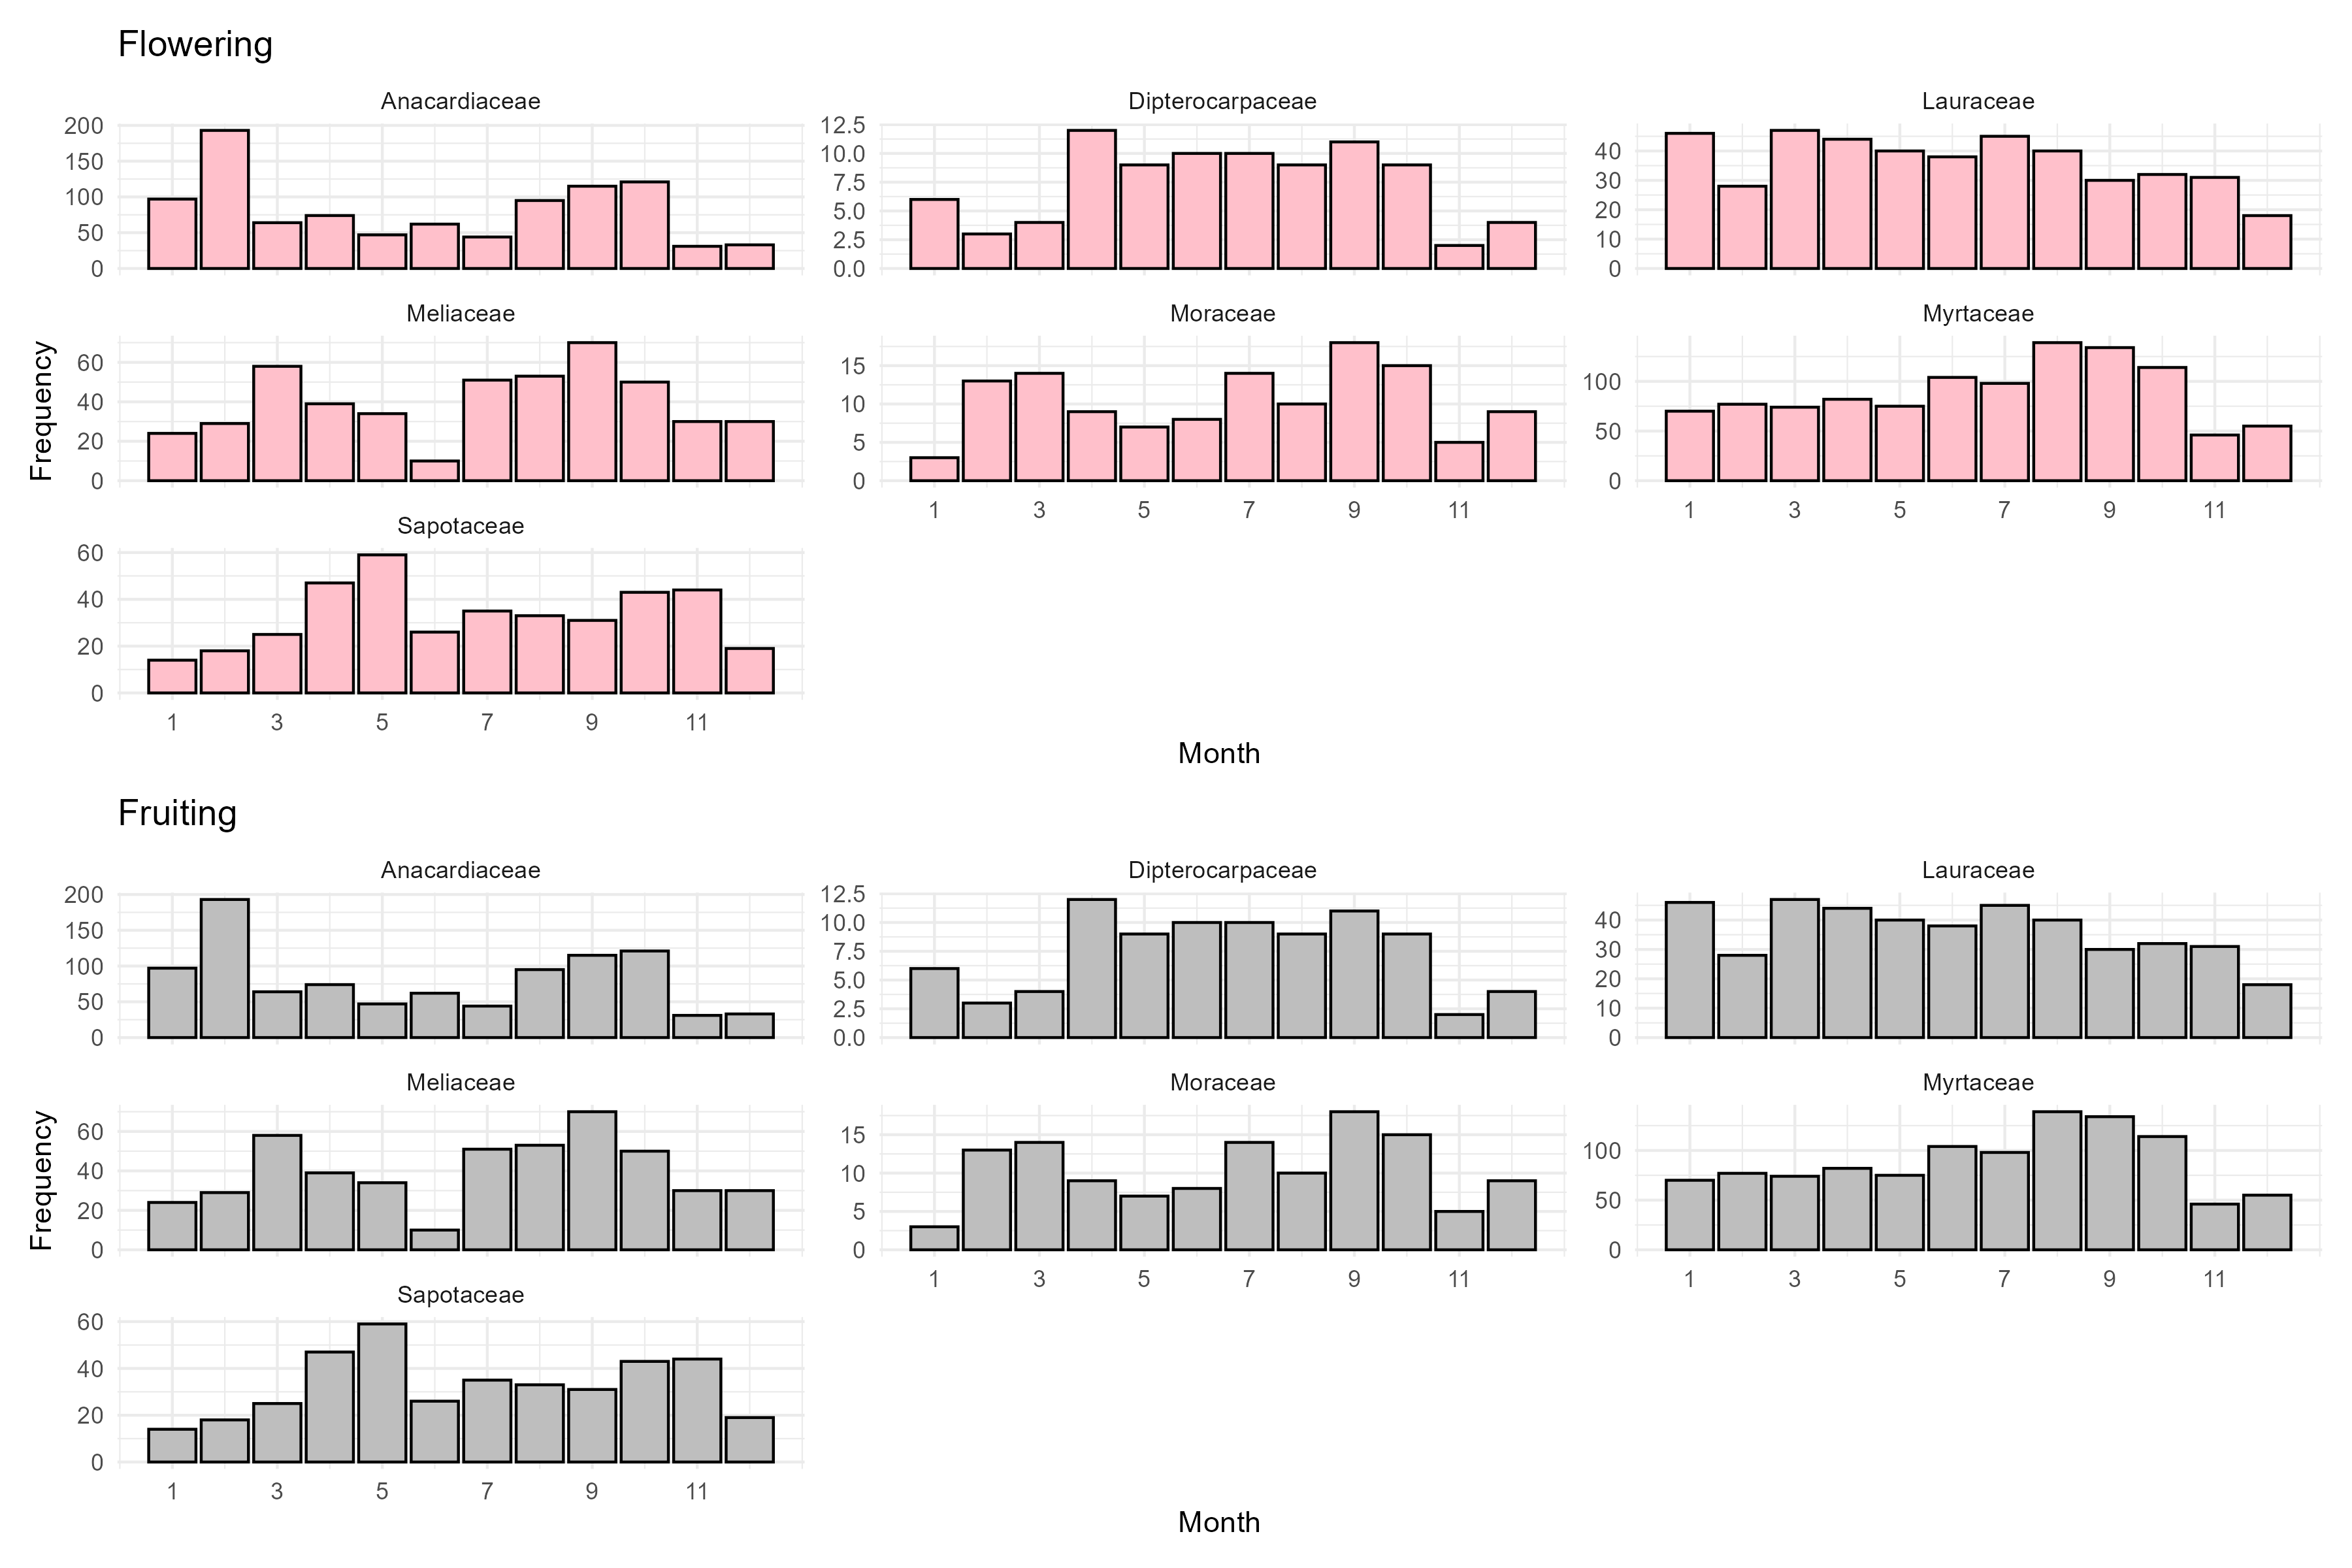 Flowering
Anacardiaceae Dipterocarpaceae Lauraceae
200 150 100 50 0
12.5 10.0 7.5 5.0 2.5 0.0
40 30 20 10 0
Meliaceae Moraceae Myrtaceae
Frequency
60 40 20 0
15 10 5 0
100 50 0
1 3 5 7 9 11
1 3 5 7 9 11
Sapotaceae
60 40 20 0
1 3 5 7 9 11
Month
Fruiting
Anacardiaceae Dipterocarpaceae Lauraceae
200 150 100 50 0
12.5 10.0 7.5 5.0 2.5 0.0
40 30 20 10 0
Meliaceae Moraceae Myrtaceae
Frequency
60 40 20 0
15 10 5 0
100 50 0
1 3 5 7 9 11
1 3 5 7 9 11
Sapotaceae
60 40 20 0
1 3 5 7 9 11
Month